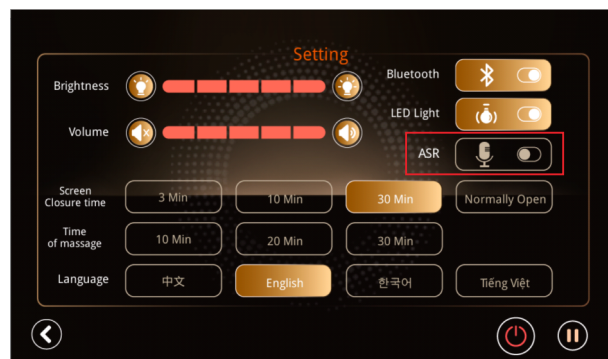 Setting
Brightness
Bluetooth
LED Light
Volume
ASR
Screen
Closure time
3 Min
10 Min
30 Min
Normally Open
Time
of massage
10 Min
20 Min
30 Min
Language
中文
English
한국어
Tiếng Việt